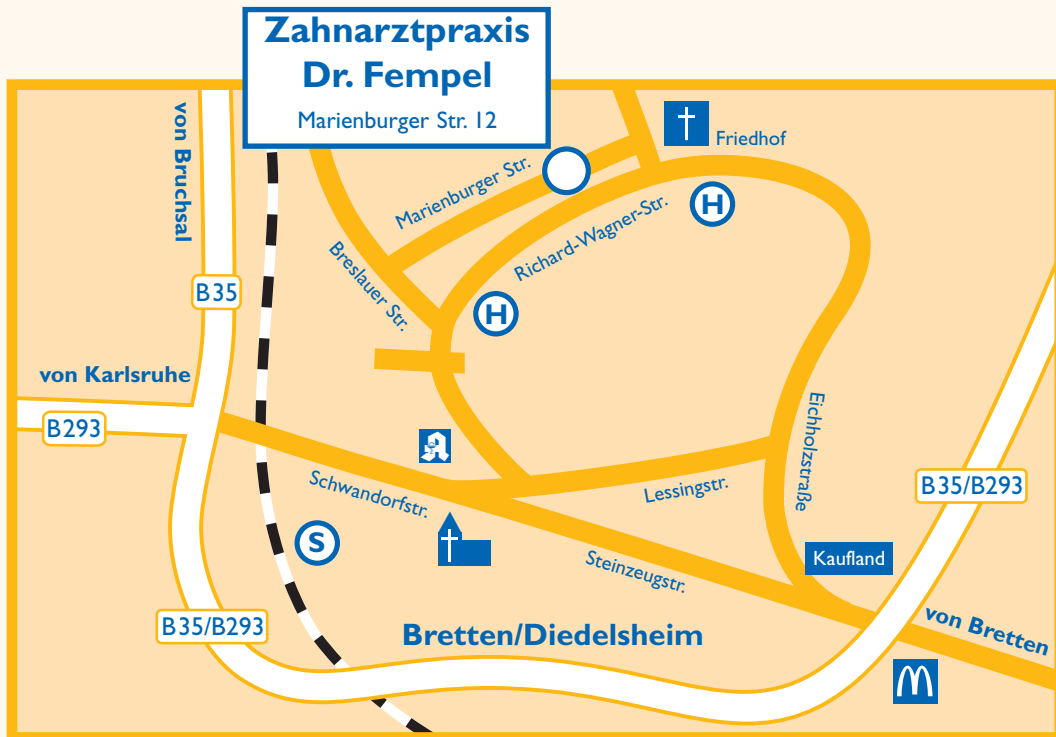 Zahnarztpraxis
Dr. Fempel
Marienburger Str. 12
von Bruchsal
Friedhof
Marienburger Str.
H
Richard-Wagner-Str.
Breslauer Str.
B35
H
von Karlsruhe
B293
Eichholzstraße
A
Schwandorfstr.
Lessingstr.
B35/B293
S
Steinzeugstr.
Kaufland
B35/B293
Bretten/Diedelsheim
von Bretten
M